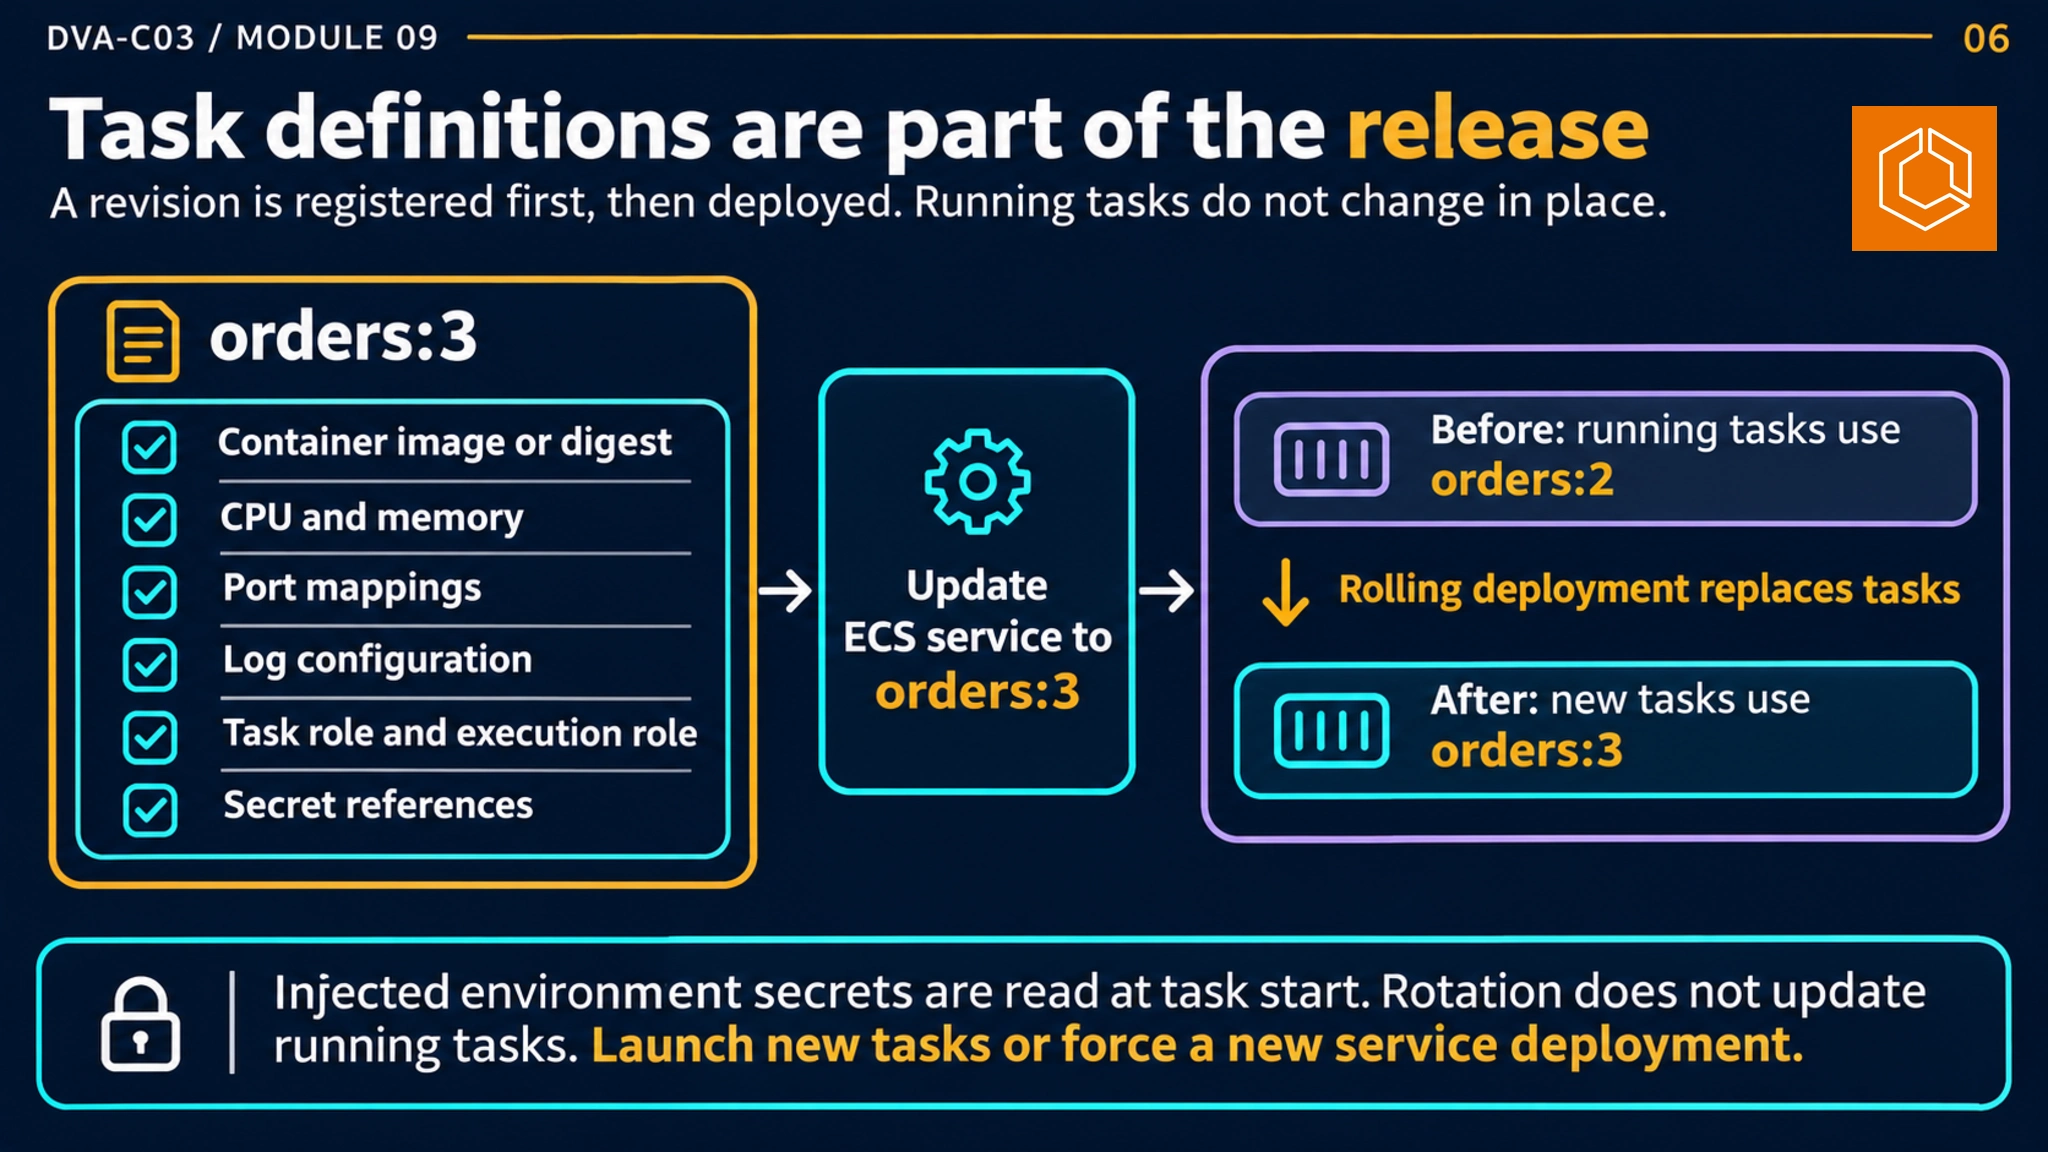 DVA-C03 / MODULE 09
06
Task definitions are part of the release
A revision is registered first, then deployed. Running tasks do not change in place.
orders:3
Container image or digest
CPU and memory
Port mappings
Log configuration
Task role and execution role
Secret references
Update
ECS service to
orders:3
Before: running tasks use
orders:2
Rolling deployment replaces tasks
After: new tasks use
orders:3
Injected environment secrets are read at task start. Rotation does not update
running tasks. Launch new tasks or force a new service deployment.